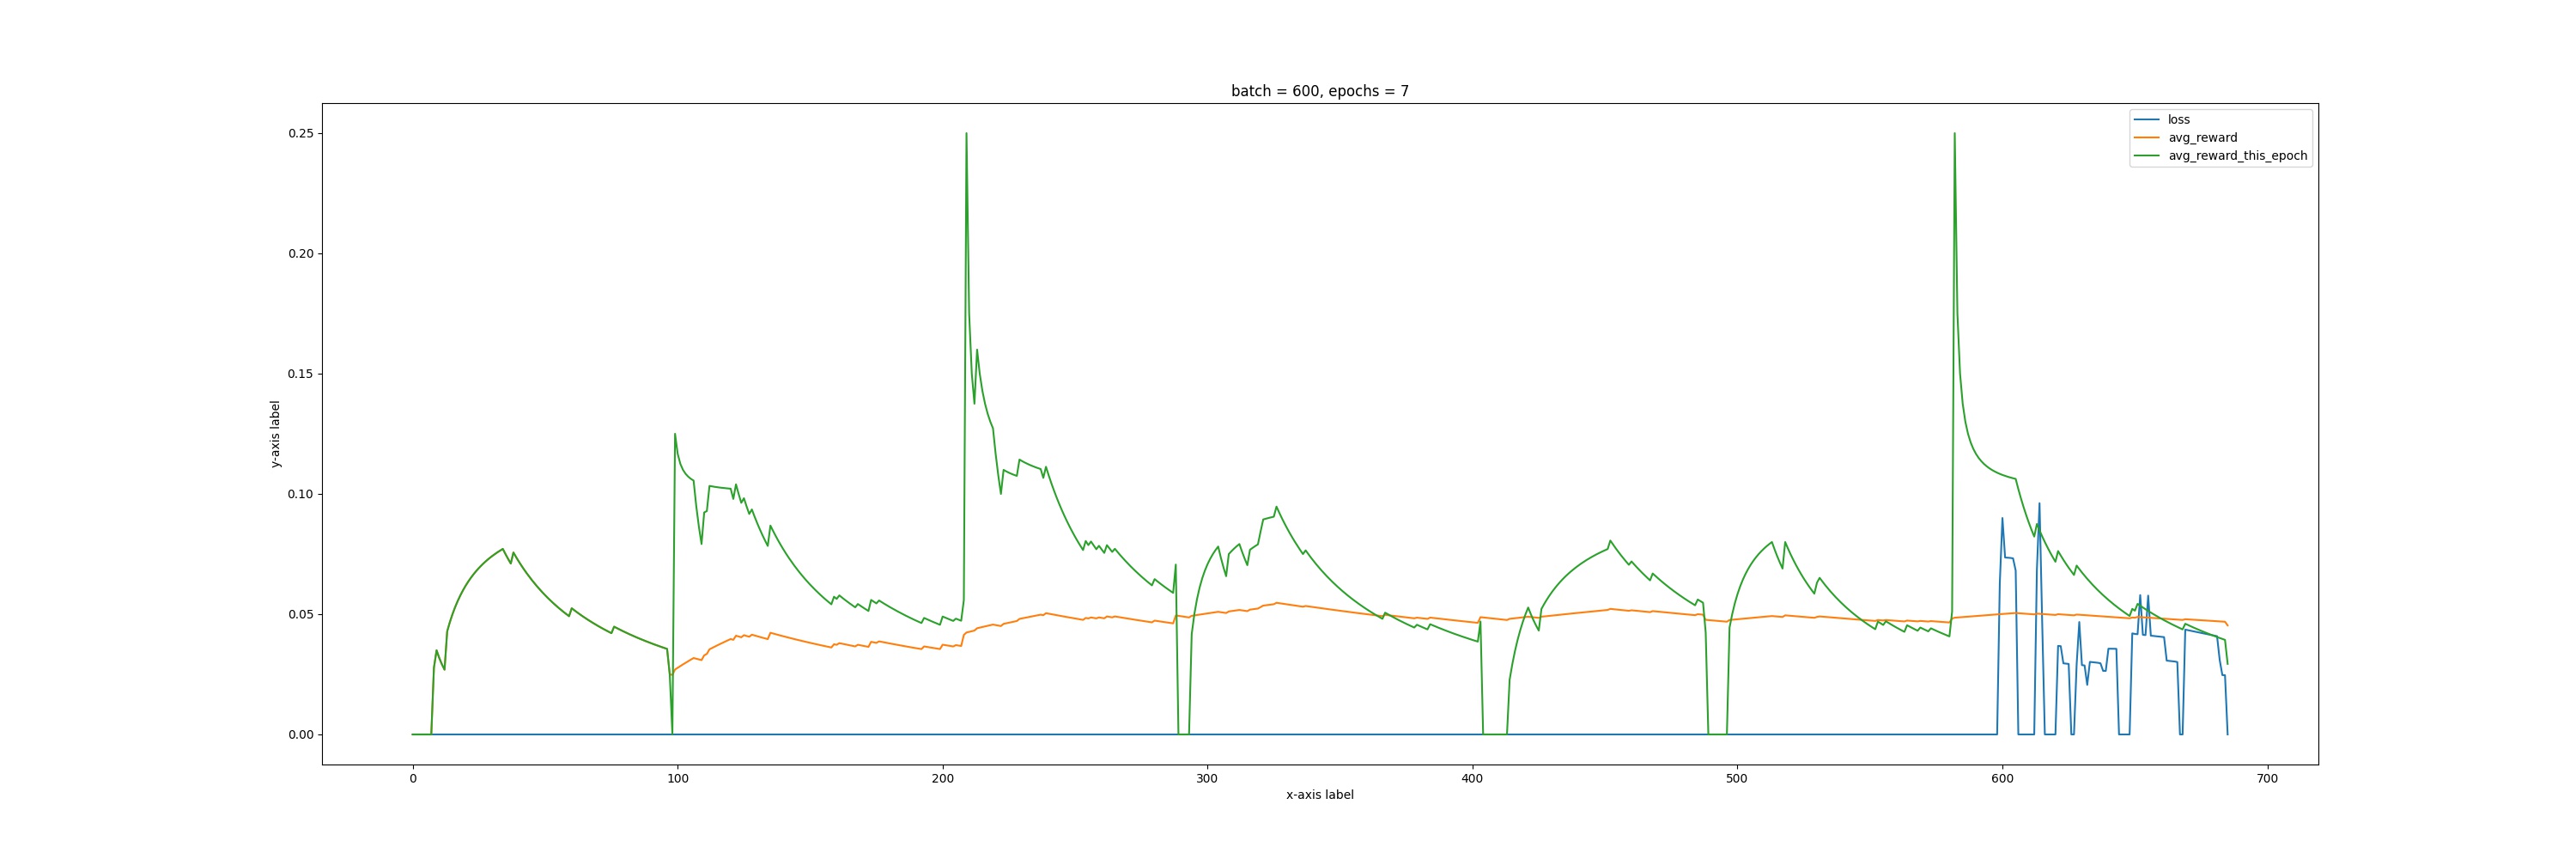 batch = 600, epochs = 7
loss
avg_reward
avg_reward_this_epoch
0.25
0.20
0.15
0.10
0.05
0.00
y-axis label
0
100
200
300
400
500
600
700
x-axis label